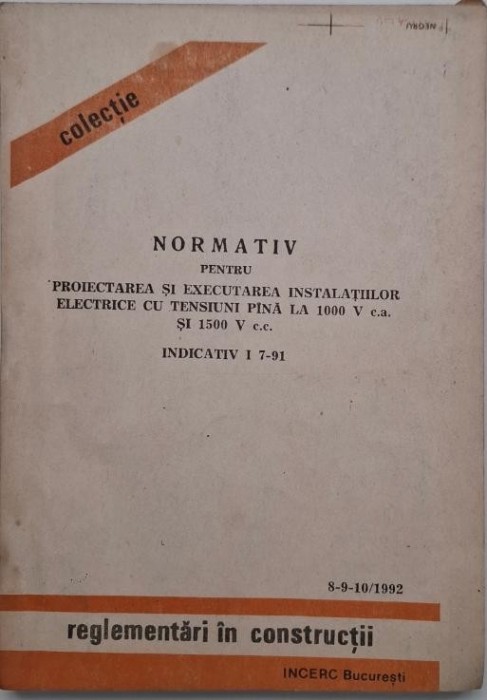 colecție
NORMATIV
PENTRU
PROIECTAREA ȘI EXECUTAREA INSTALAȚIILOR
ELECTRICE CU TENSIUNI PÎNĂ LA 1000 V c.a.
ȘI 1500 V c.c.
INDICATIV I 7-91
8-9-10/1992
reglementări în construcții
INCERC București